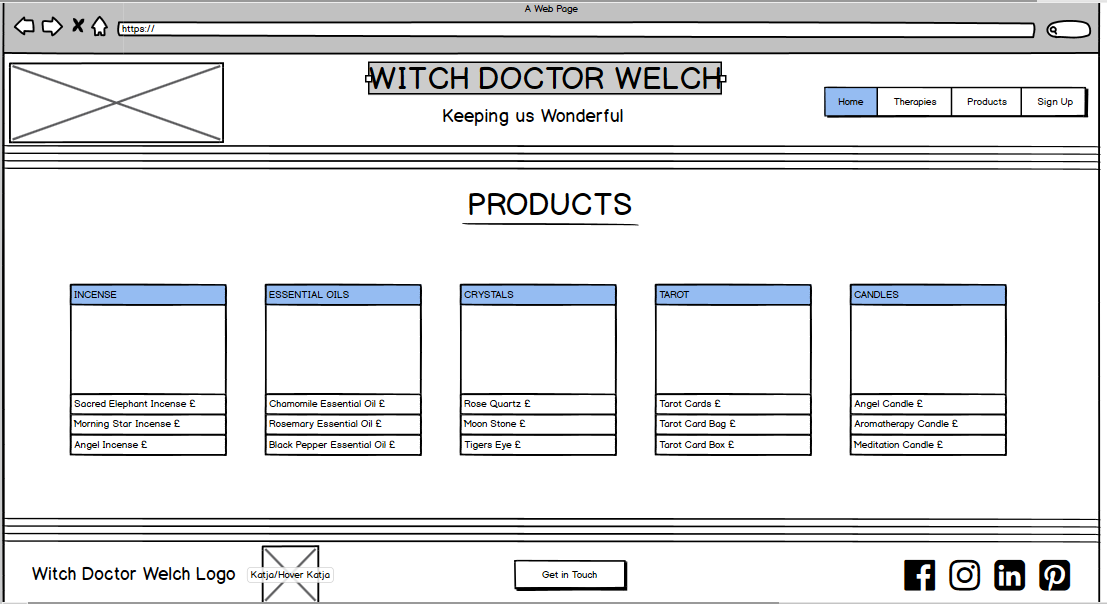 A Web Page
https://
WITCH DOCTOR WELCH
Keeping us Wonderful
Home Therapies Products Sign Up
PRODUCTS
INCENSE ESSENTIAL OILS CRYSTALS TAROT CANDLES
Sacred Elephant Incense £ Chamomile Essential Oil £ Rose Quartz £ Tarot Cards £ Angel Candle £
Morning Star Incense £ Rosemary Essential Oil £ Moon Stone £ Tarot Card Bag £ Aromatherapy Candle £
Angel Incense £ Black Pepper Essential Oil £ Tigers Eye £ Tarot Card Box £ Meditation Candle £
Witch Doctor Welch Logo Katja/Hover Katja Get in Touch